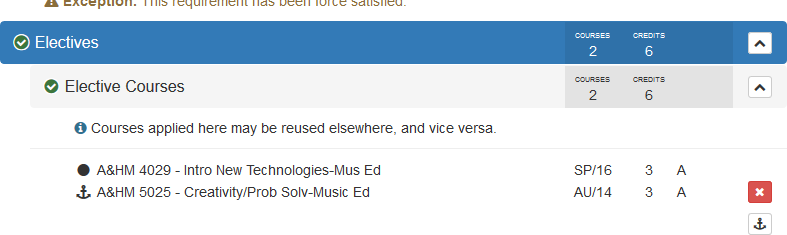 Exception: This requirement has been force satisfied.
Electives COURSES 2 CREDITS 6
Elective Courses COURSES 2 CREDITS 6
Courses applied here may be reused elsewhere, and vice versa.
A&HM 4029 - Intro New Technologies-Mus Ed SP/16 3 A
A&HM 5025 - Creativity/Prob Solv-Music Ed AU/14 3 A